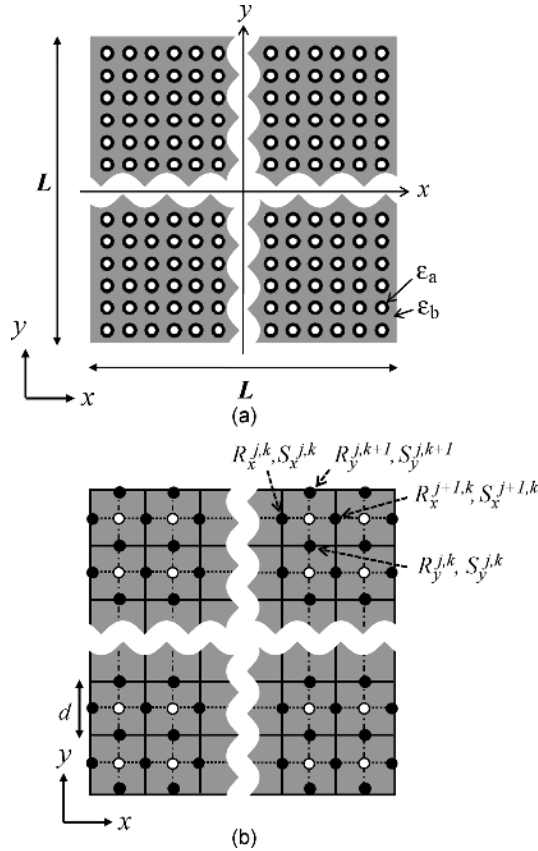 y
L
x
εa
εb
y
x
L
(a)
R_x^{j,k}, S_x^{j,k}
R_y^{j,k+1}, S_y^{j,k+1}
R_x^{j+1,k}, S_x^{j+1,k}
R_y^{j,k}, S_y^{j,k}
d
y
x
(b)